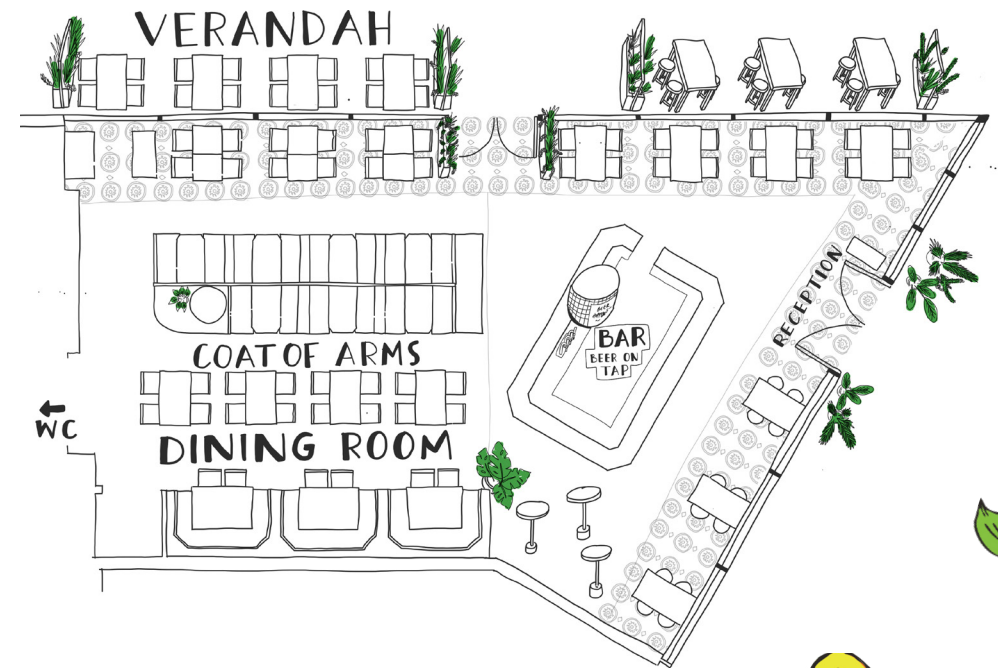 VERANDAH
RECEPTION
BAR
BEER ON
TAP
COAT OF ARMS
WC
DINING ROOM